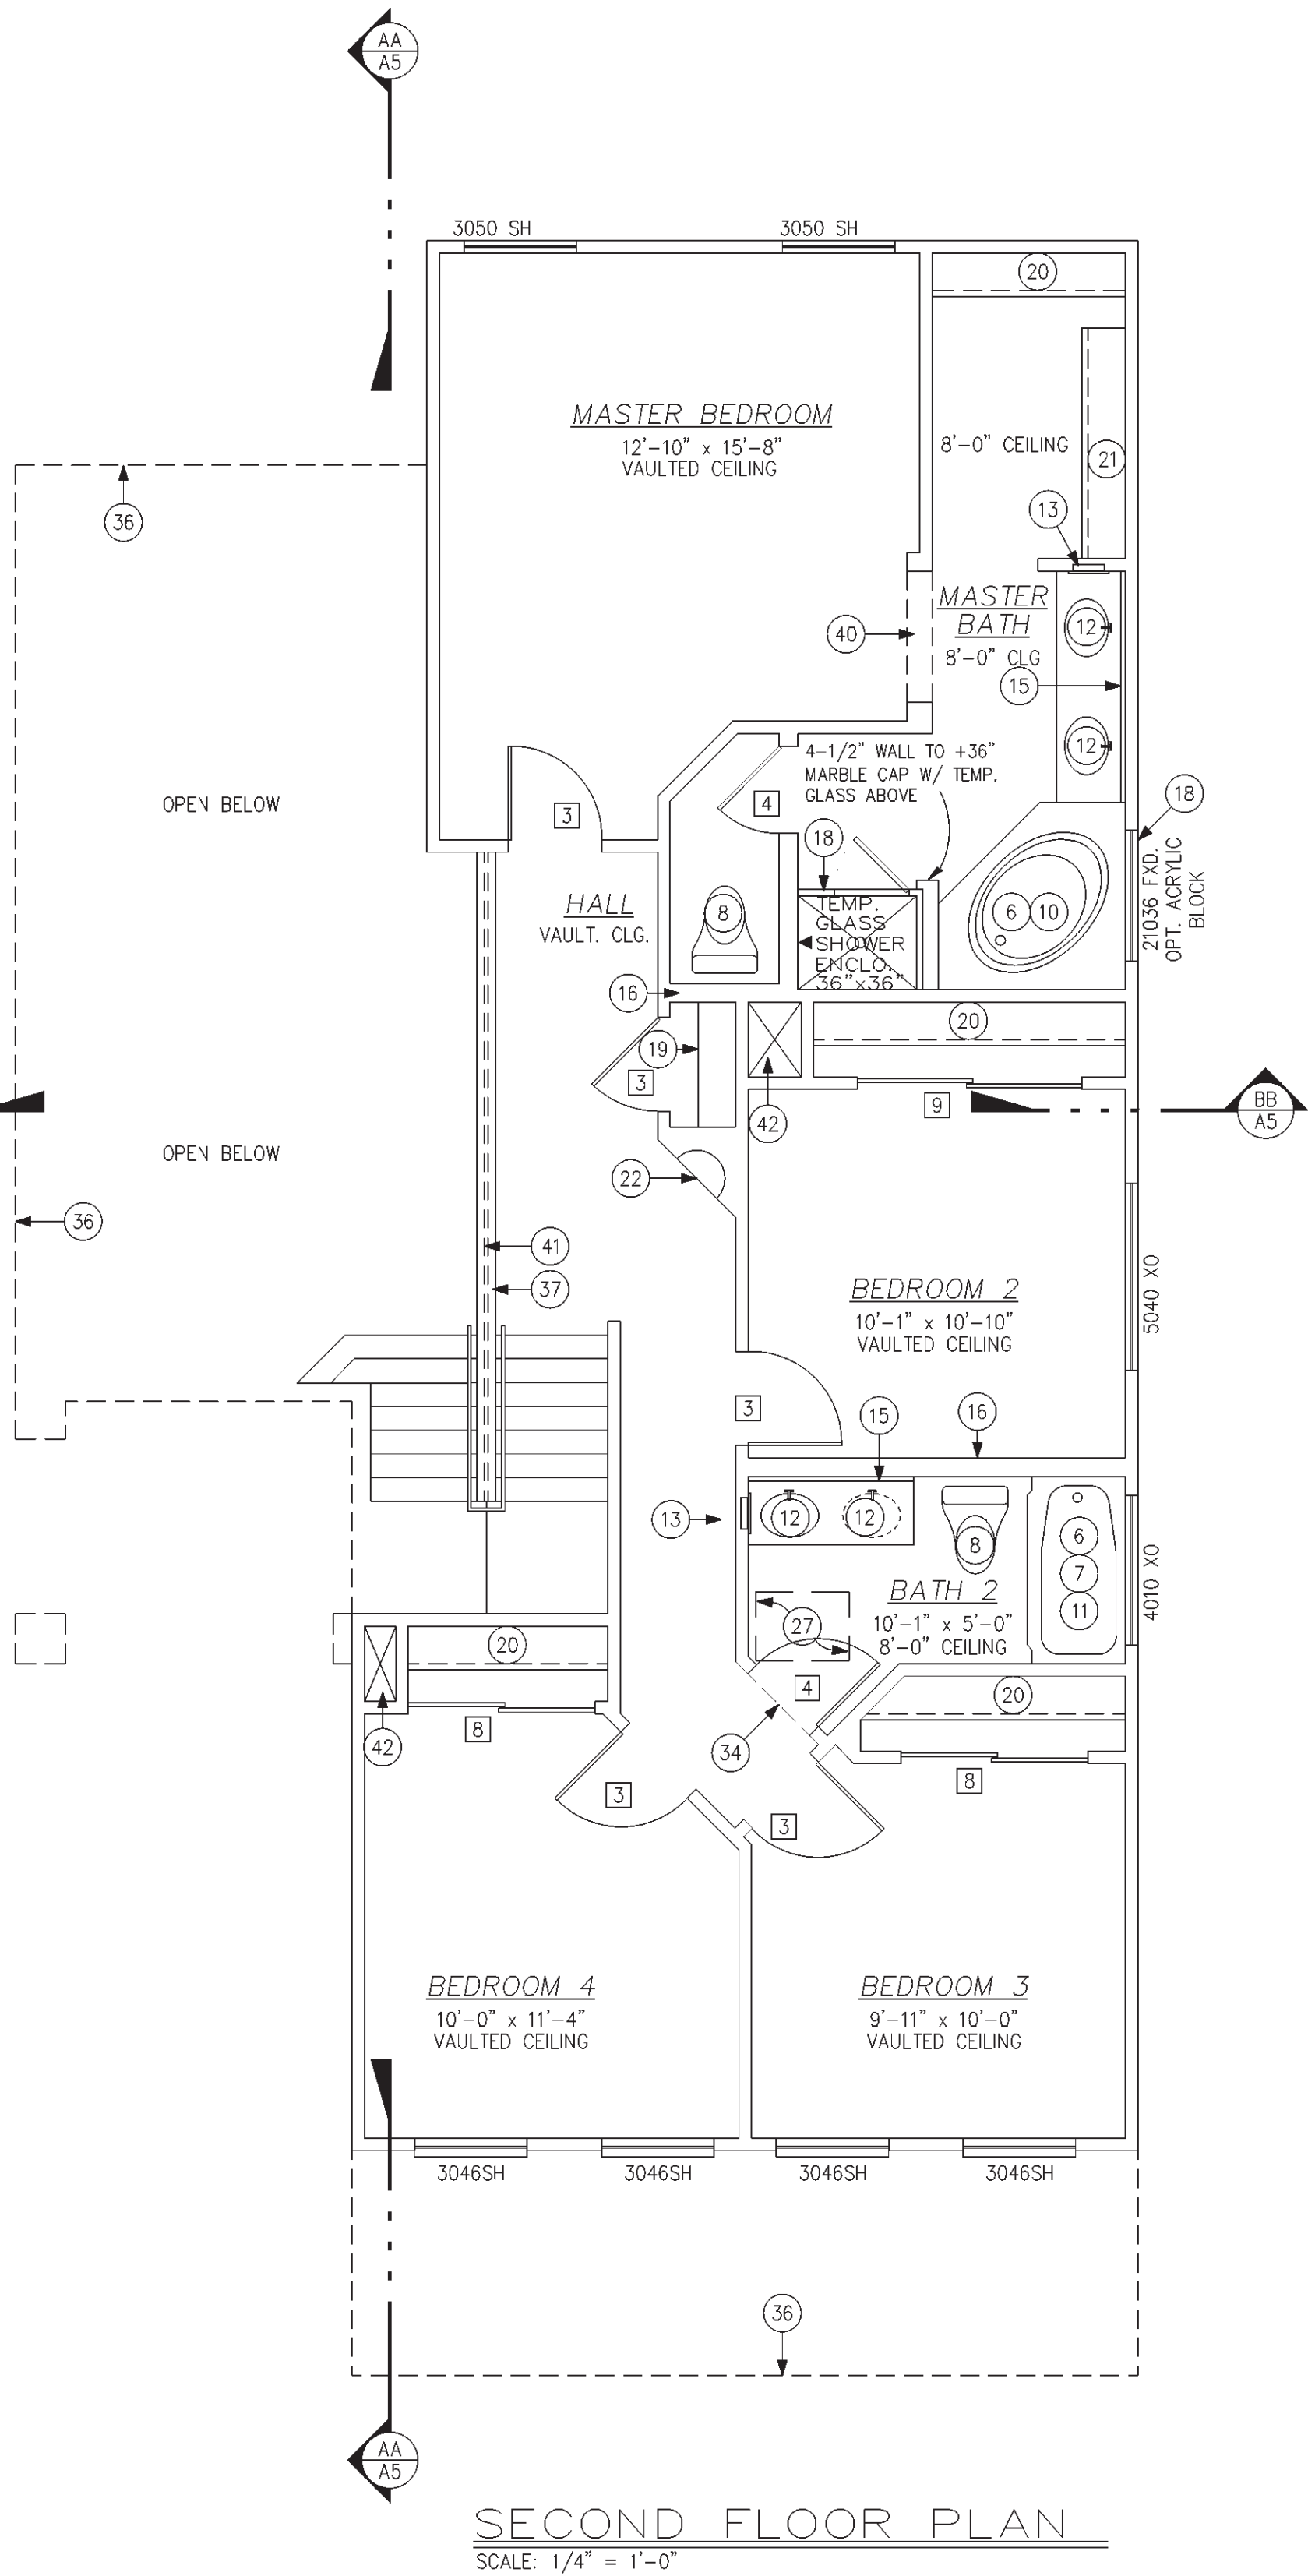 AA
A5
3050 SH
3050 SH
20
MASTER BEDROOM
12'-10" x 15'-8"
VAULTED CEILING
8'-0" CEILING
21
13
36
MASTER
BATH
8'-0" CLG
12
40
15
12
4-1/2" WALL TO +36"
MARBLE CAP W/ TEMP.
GLASS ABOVE
18
21036 FXD.
OPT. ACRYLIC
BLOCK
OPEN BELOW
3
4
18
HALL
VAULT. CLG.
8
TEMP.
GLASS
SHOWER
ENCLO.
36"x36"
6
10
16
20
19
3
42
9
BB
A5
OPEN BELOW
22
36
41
37
BEDROOM 2
10'-1" x 10'-10"
VAULTED CEILING
5040 XO
3
15
16
13
12
12
8
6
7
11
4010 XO
BATH 2
10'-1" x 5'-0"
8'-0" CEILING
27
20
4
20
42
8
34
8
3
3
BEDROOM 4
10'-0" x 11'-4"
VAULTED CEILING
BEDROOM 3
9'-11" x 10'-0"
VAULTED CEILING
3046SH
3046SH
3046SH
3046SH
36
AA
A5
SECOND FLOOR PLAN
SCALE: 1/4" = 1'-0"